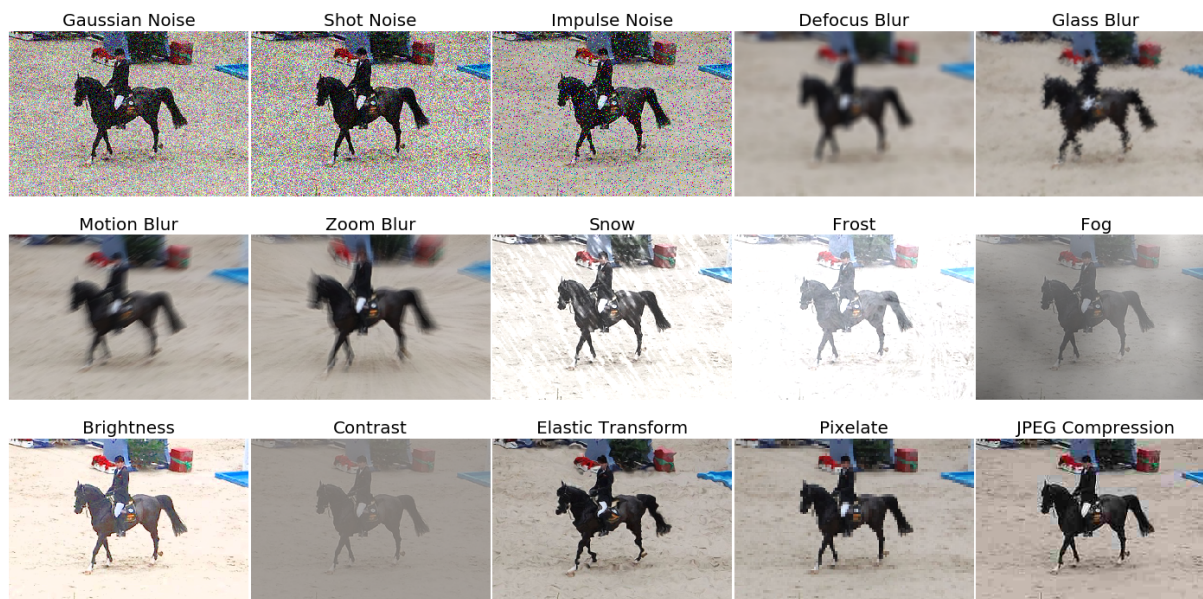 Gaussian Noise
Shot Noise
Impulse Noise
Defocus Blur
Glass Blur
Motion Blur
Zoom Blur
Snow
Frost
Fog
Brightness
Contrast
Elastic Transform
Pixelate
JPEG Compression